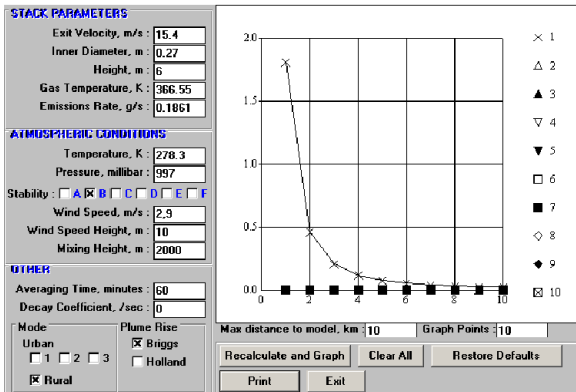 STACK PARAMETERS
Exit Velocity, m/s : 15.4
Inner Diameter, m : 0.27
Height, m : 6
Gas Temperature, K : 366.55
Emissions Rate, g/s : 0.1861
ATMOSPHERIC CONDITIONS
Temperature, K : 278.3
Pressure, millibar : 997
Stability : A B C D E F
Wind Speed, m/s : 2.9
Wind Speed Height, m : 10
Mixing Height, m : 2000
OTHER
Averaging Time, minutes : 60
Decay Coefficient, /sec : 0
Mode
Urban
1 2 3
Rural
Plume Rise
Briggs
Holland
2.0
1.5
1.0
0.5
0.0
0 2 4 6 8 10
1
2
3
4
5
6
7
8
9
10
Max distance to model, km : 10 Graph Points : 10
Recalculate and Graph Clear All Restore Defaults
Print Exit